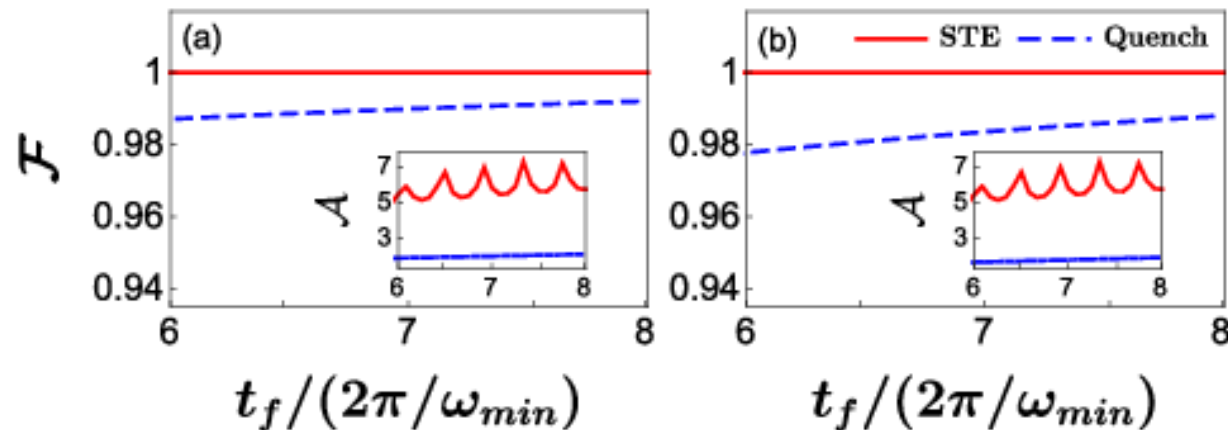 (a)
1
0.98
0.96
0.94
𝓕
6 7 8
t_f/(2π/ω_min)
𝒜
7
5
3
6 7 8
(b) STE Quench
1
0.98
0.96
0.94
6 7 8
t_f/(2π/ω_min)
𝒜
7
5
3
6 7 8